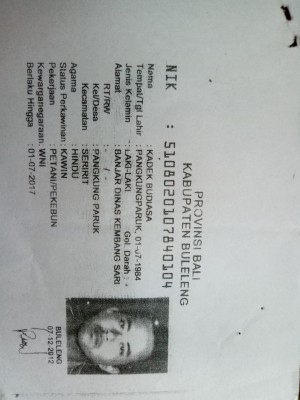 PROVINSI BALI
KABUPATEN BULELENG
NIK : 5108020107840104
Nama : KADEK BUDIASA
Tempat/Tgl Lahir : PANGKUNGPARUK, 01-07-1984
Jenis Kelamin : LAKI-LAKI Gol. Darah : -
Alamat : BANJAR DINAS KEMBANG SARI
RT/RW : - / -
Kel/Desa : PANGKUNG PARUK
Kecamatan : SERIRIT
Agama : HINDU
Status Perkawinan : KAWIN
Pekerjaan : PETANI/PEKEBUN
Kewarganegaraan: WNI
Berlaku Hingga : 01-07-2017
BULELENG
07-12-2012